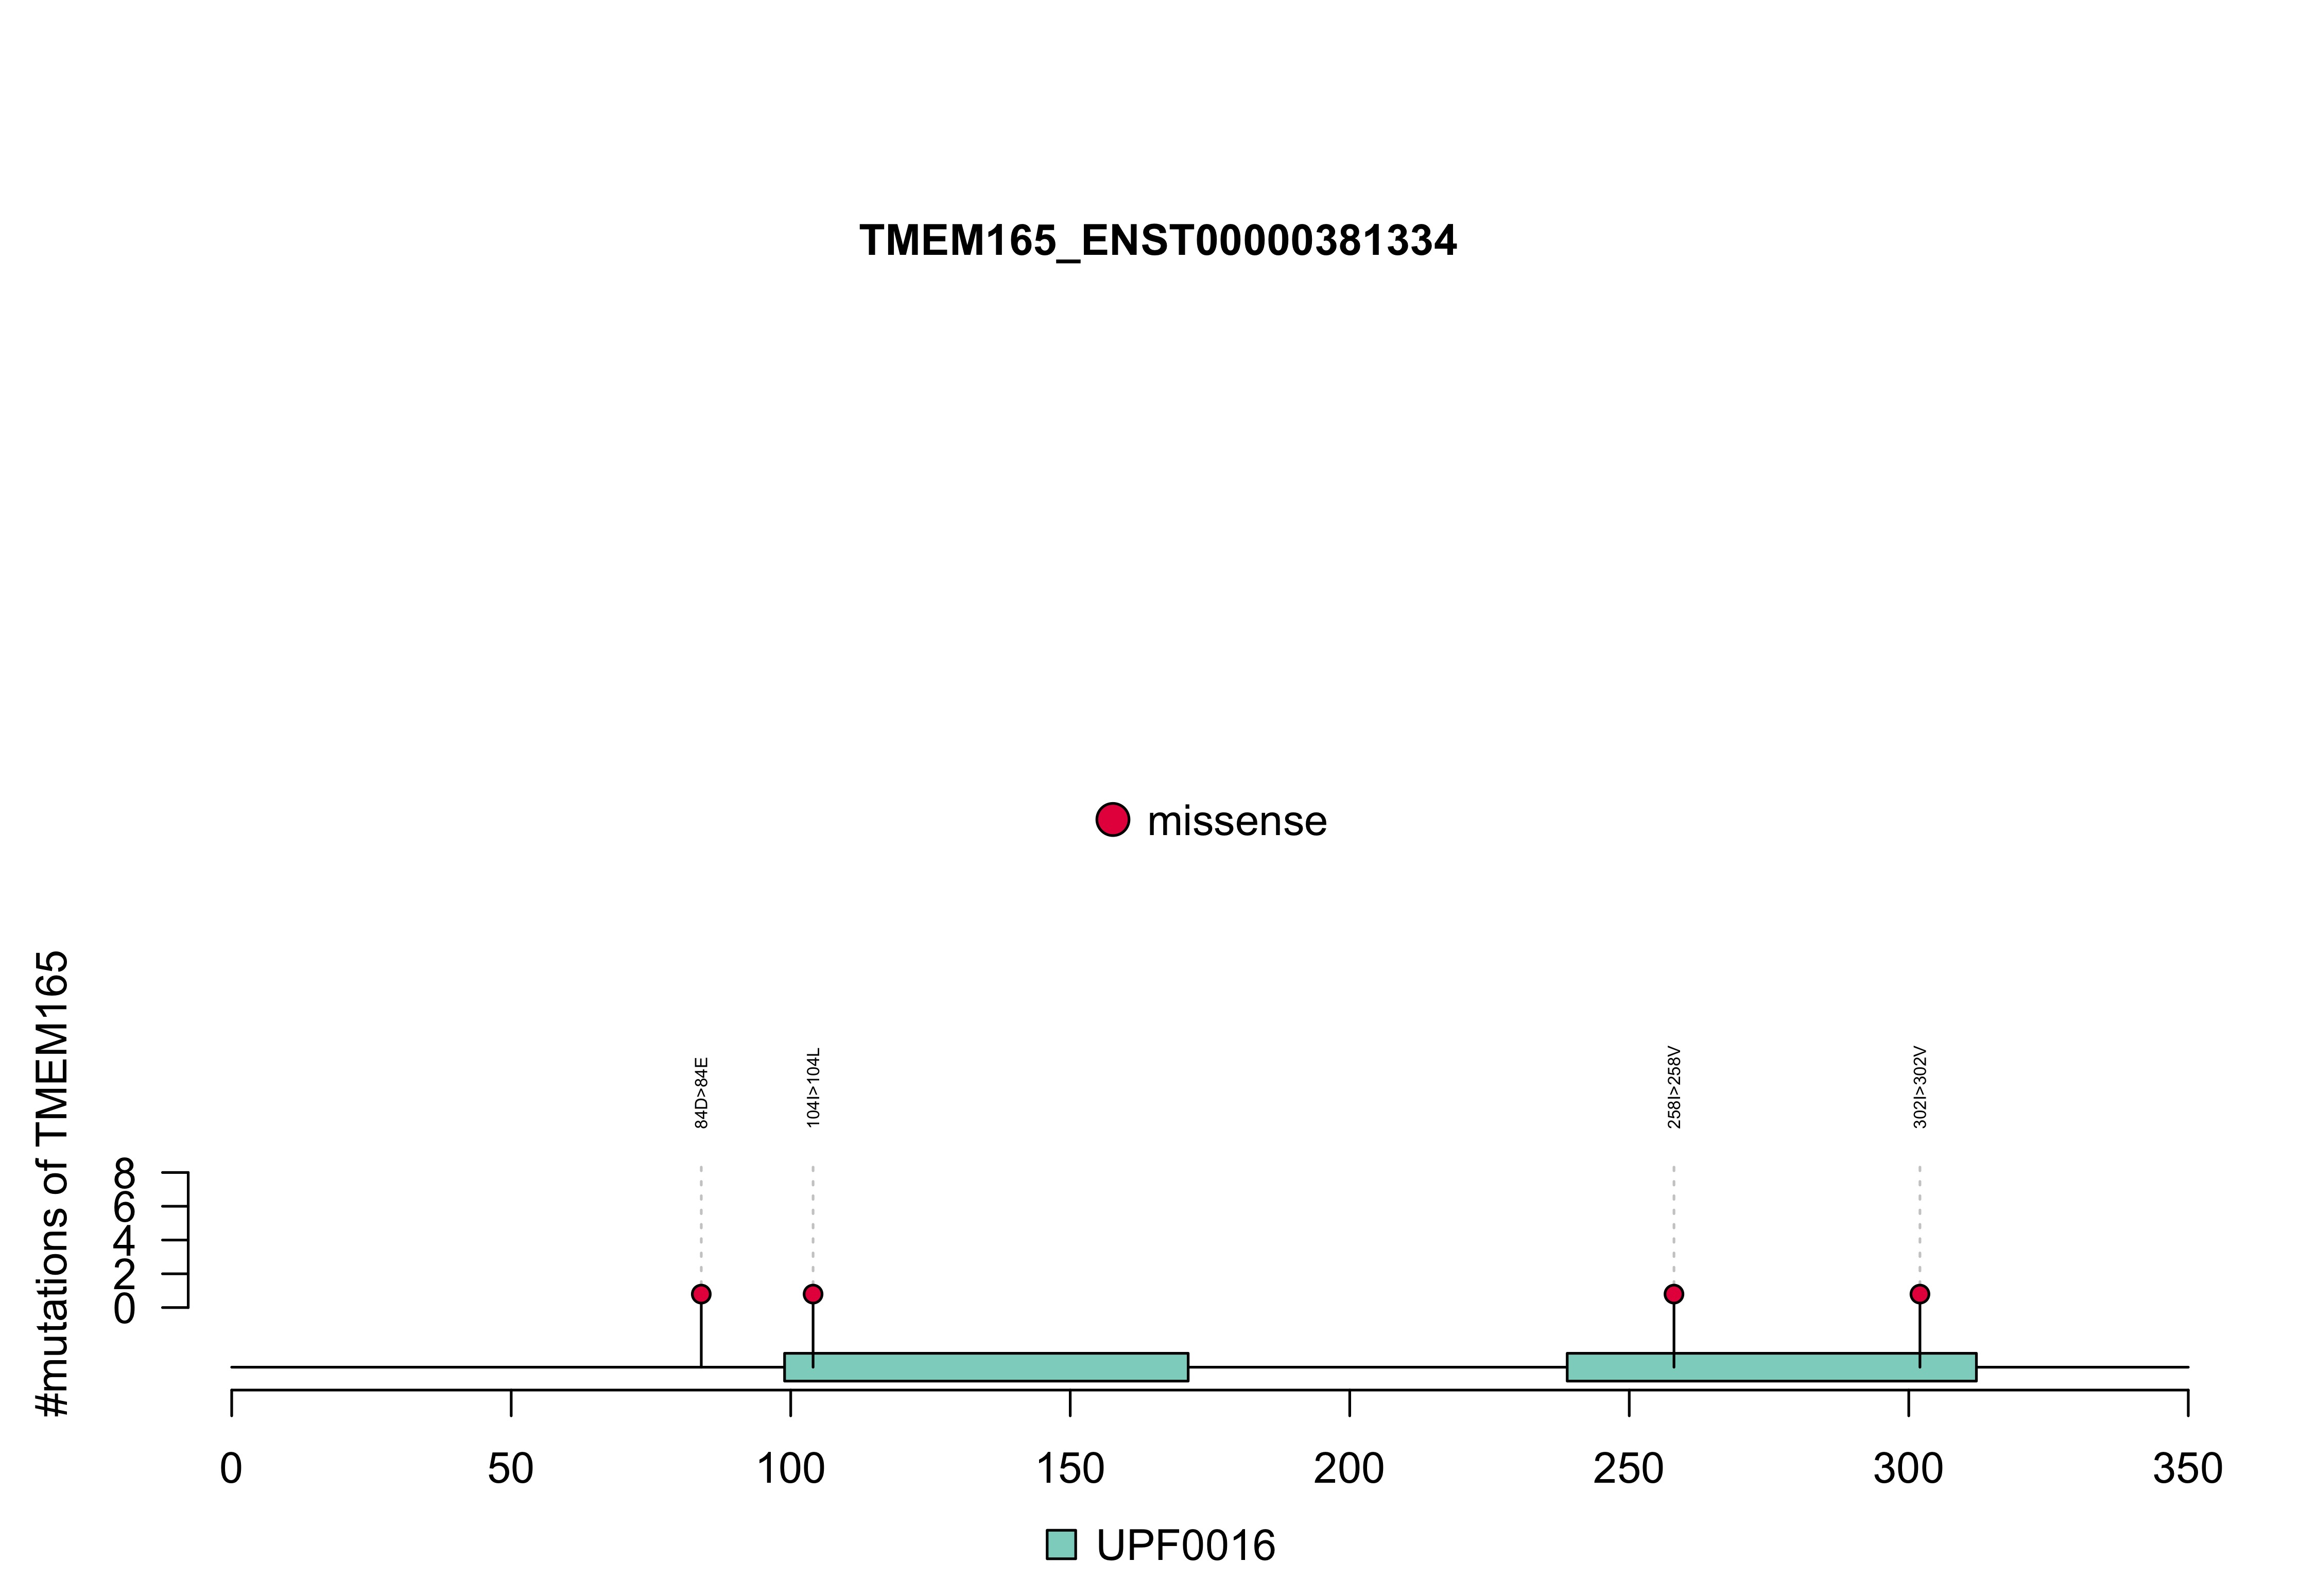 TMEM165_ENST00000381334
missense
#mutations of TMEM165
84D>84E
104I>104L
258I>258V
302I>302V
8
6
4
2
0
0 50 100 150 200 250 300 350
UPF0016